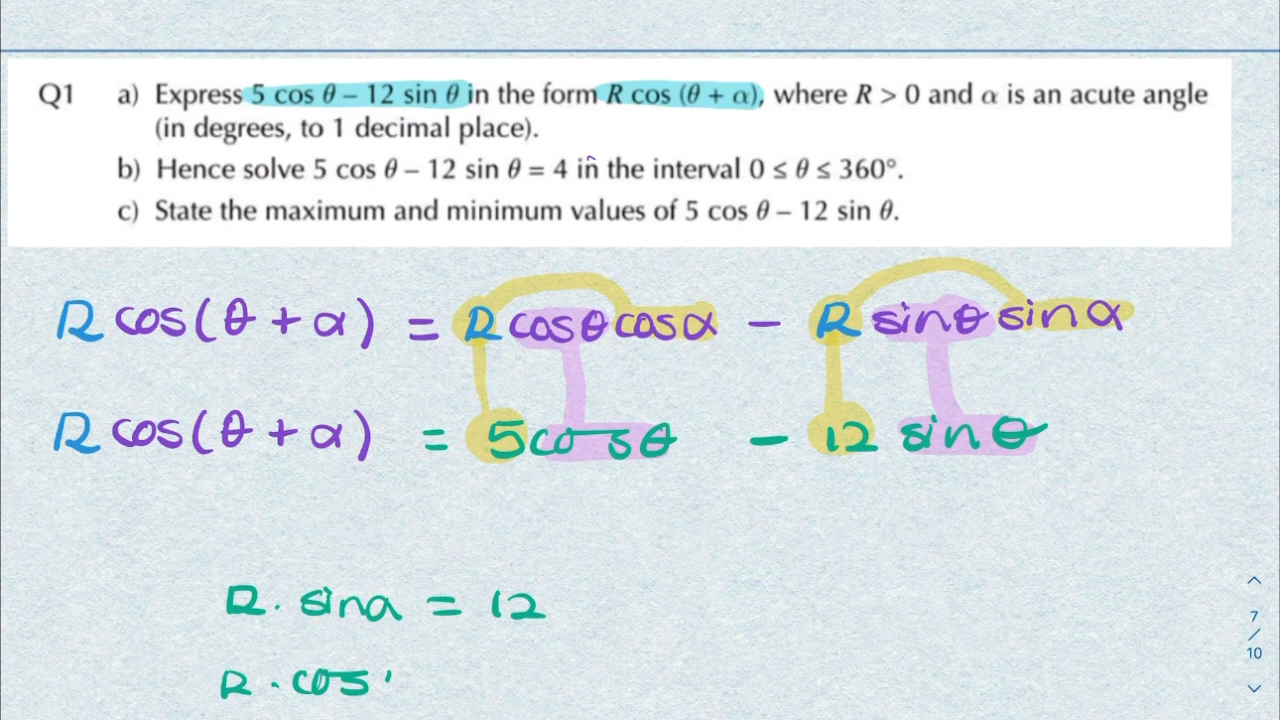 Q1 a) Express 5 cos θ – 12 sin θ in the form R cos (θ + α), where R > 0 and α is an acute angle
(in degrees, to 1 decimal place).
b) Hence solve 5 cos θ – 12 sin θ = 4 in the interval 0 ≤ θ ≤ 360°.
c) State the maximum and minimum values of 5 cos θ – 12 sin θ.
R cos(θ + α) = R cosθ cosα – R sinθ sinα
R cos(θ + α) = 5cosθ – 12 sinθ
R. sina = 12
R. cos'
7
/
10